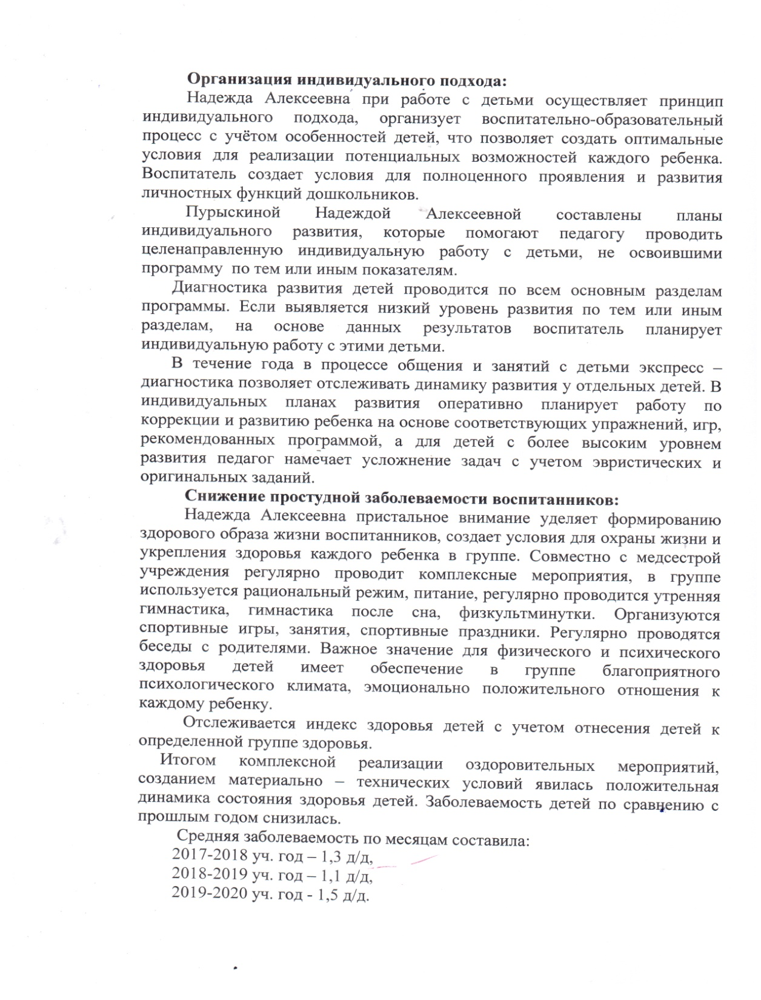 Организация индивидуального подхода:
Надежда Алексеевна при работе с детьми осуществляет принцип
индивидуального подхода, организует воспитательно-образовательный
процесс с учётом особенностей детей, что позволяет создать оптимальные
условия для реализации потенциальных возможностей каждого ребенка.
Воспитатель создает условия для полноценного проявления и развития
личностных функций дошкольников.
Пурыскиной Надеждой Алексеевной составлены планы
индивидуального развития, которые помогают педагогу проводить
целенаправленную индивидуальную работу с детьми, не освоившими
программу по тем или иным показателям.
Диагностика развития детей проводится по всем основным разделам
программы. Если выявляется низкий уровень развития по тем или иным
разделам, на основе данных результатов воспитатель планирует
индивидуальную работу с этими детьми.
В течение года в процессе общения и занятий с детьми экспресс –
диагностика позволяет отслеживать динамику развития у отдельных детей. В
индивидуальных планах развития оперативно планирует работу по
коррекции и развитию ребенка на основе соответствующих упражнений, игр,
рекомендованных программой, а для детей с более высоким уровнем
развития педагог намечает усложнение задач с учетом эвристических и
оригинальных заданий.
Снижение простудной заболеваемости воспитанников:
Надежда Алексеевна пристальное внимание уделяет формированию
здорового образа жизни воспитанников, создает условия для охраны жизни и
укрепления здоровья каждого ребенка в группе. Совместно с медсестрой
учреждения регулярно проводит комплексные мероприятия, в группе
используется рациональный режим, питание, регулярно проводится утренняя
гимнастика, гимнастика после сна, физкультминутки. Организуются
спортивные игры, занятия, спортивные праздники. Регулярно проводятся
беседы с родителями. Важное значение для физического и психического
здоровья детей имеет обеспечение в группе благоприятного
психологического климата, эмоционально положительного отношения к
каждому ребенку.
Отслеживается индекс здоровья детей с учетом отнесения детей к
определенной группе здоровья.
Итогом комплексной реализации оздоровительных мероприятий,
созданием материально – технических условий явилась положительная
динамика состояния здоровья детей. Заболеваемость детей по сравнению с
прошлым годом снизилась.
Средняя заболеваемость по месяцам составила:
2017-2018 уч. год – 1,3 д/д,
2018-2019 уч. год – 1,1 д/д,
2019-2020 уч. год - 1,5 д/д.